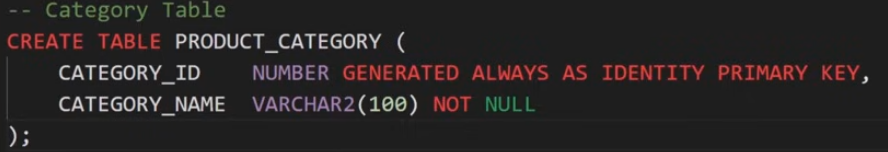 -- Category Table
CREATE TABLE PRODUCT_CATEGORY (
    CATEGORY_ID    NUMBER GENERATED ALWAYS AS IDENTITY PRIMARY KEY,
    CATEGORY_NAME  VARCHAR2(100) NOT NULL
);